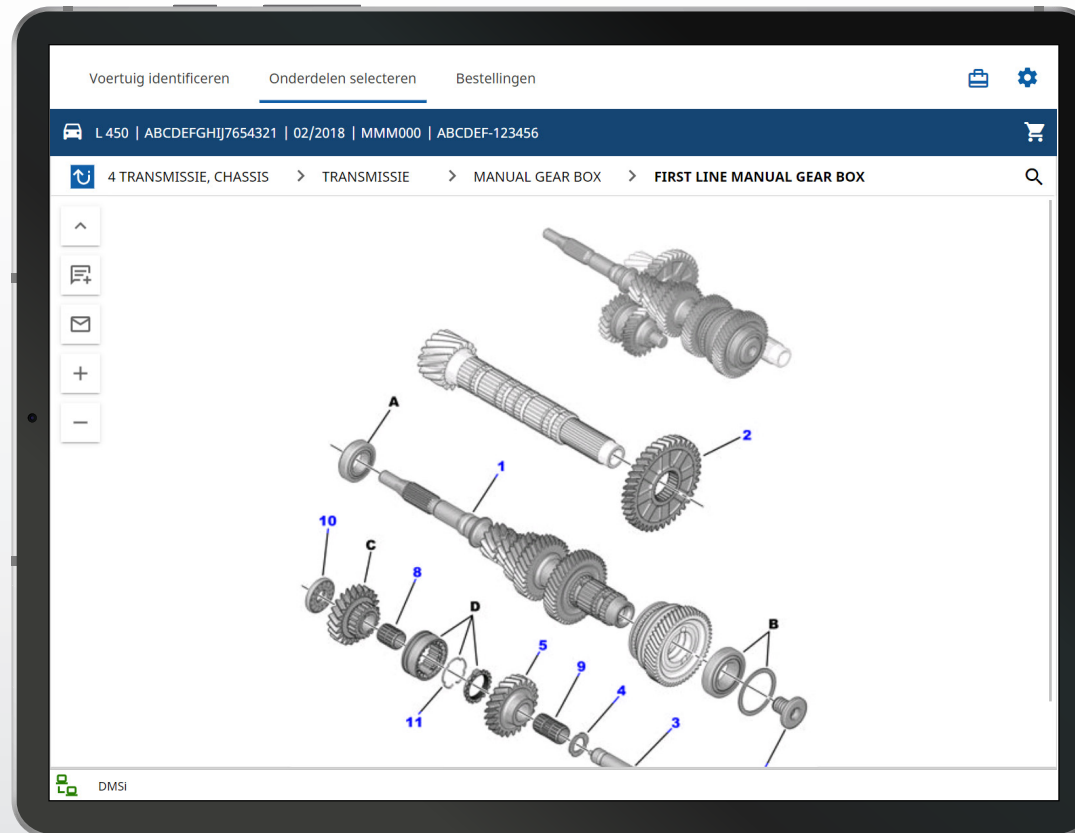 Voertuig identificeren Onderdelen selecteren Bestellingen
L 450 | ABCDEFGHIJ7654321 | 02/2018 | MMM000 | ABCDEF-123456
4 TRANSMISSIE, CHASSIS > TRANSMISSIE > MANUAL GEAR BOX > FIRST LINE MANUAL GEAR BOX
A
2
1
10
C
8
D
B
5
9
4
11
3
DMSi